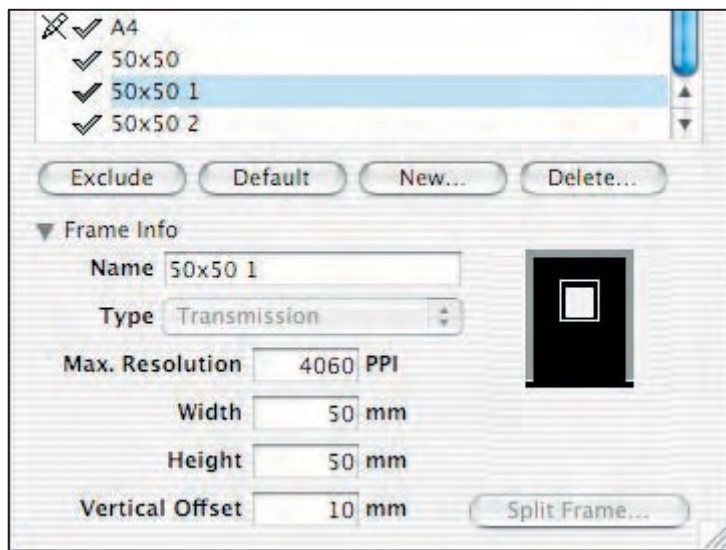 A4
50x50
50x50 1
50x50 2
Exclude Default New... Delete...
Frame Info
Name 50x50 1
Type Transmission
Max. Resolution 4060 PPI
Width 50 mm
Height 50 mm
Vertical Offset 10 mm Split Frame...